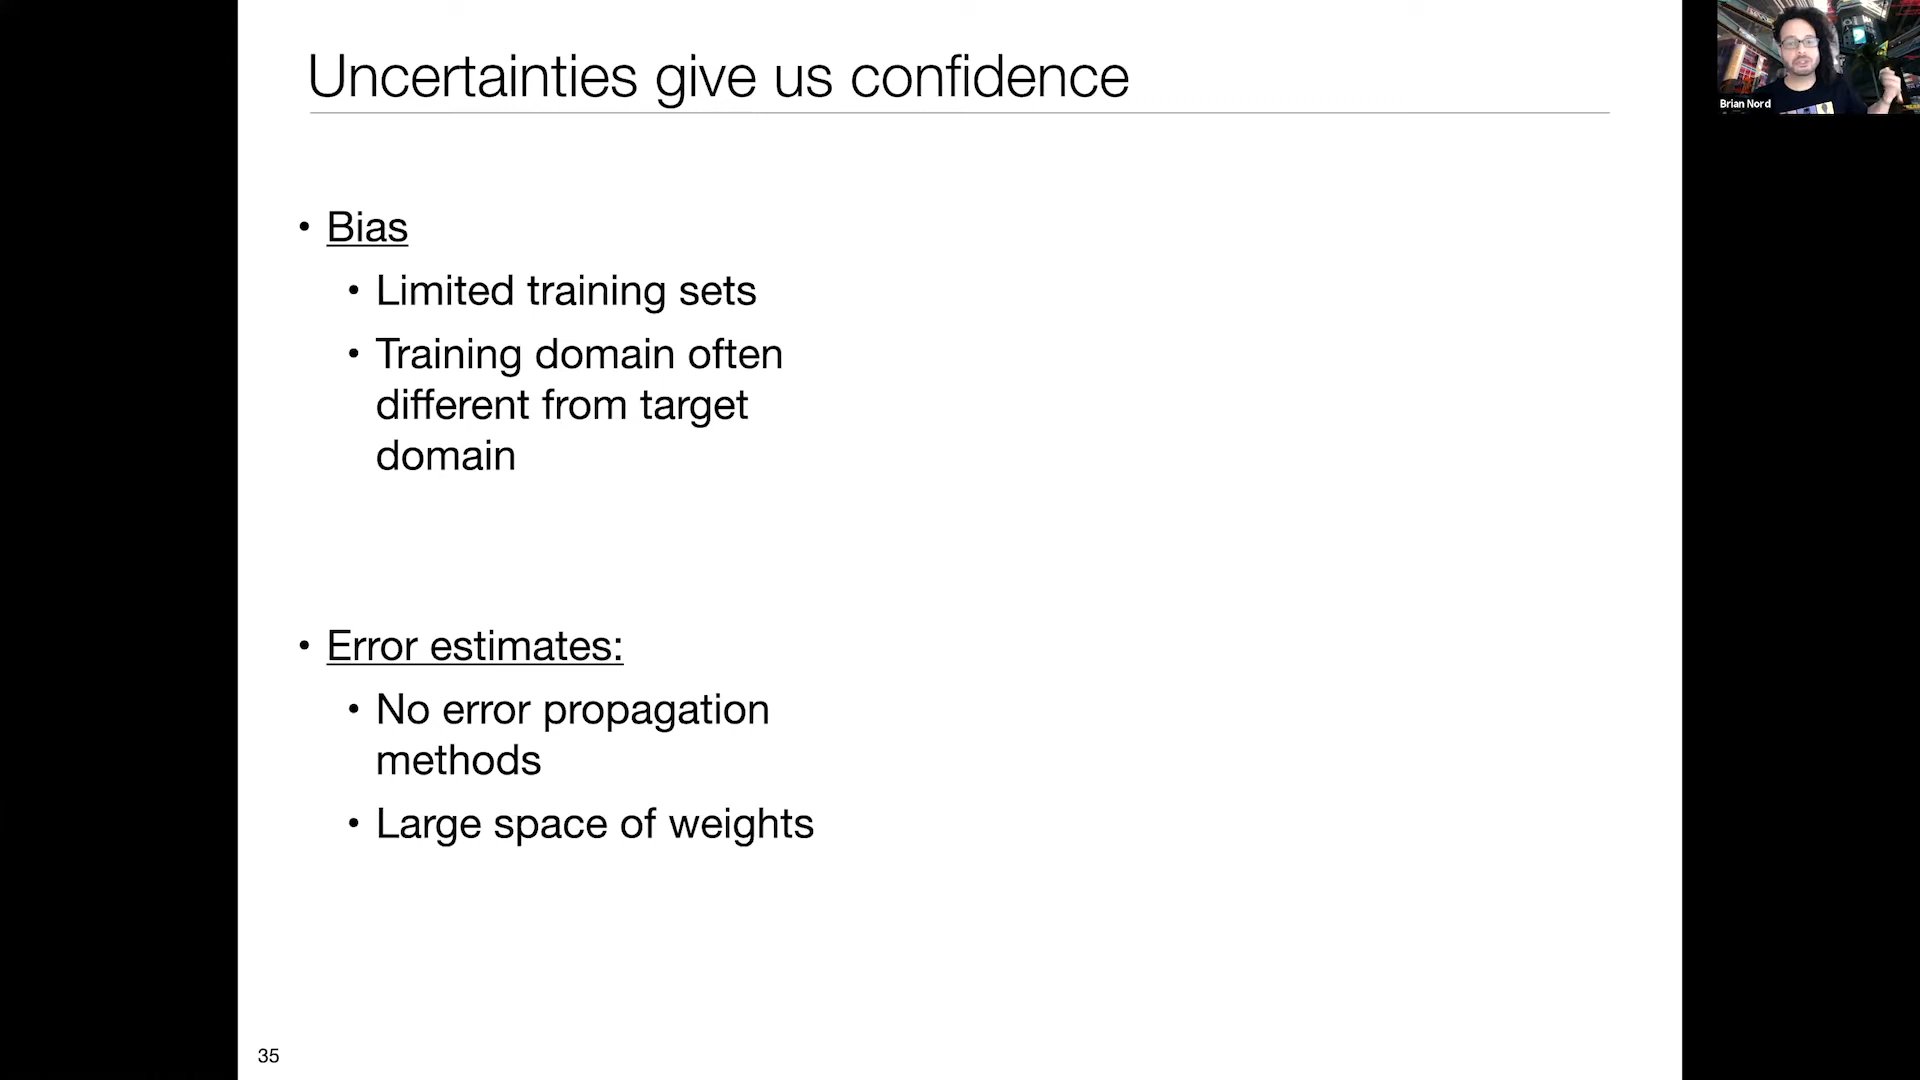 Uncertainties give us confidence
Brian Nord
• Bias
• Limited training sets
• Training domain often
different from target
domain
• Error estimates:
• No error propagation
methods
• Large space of weights
35